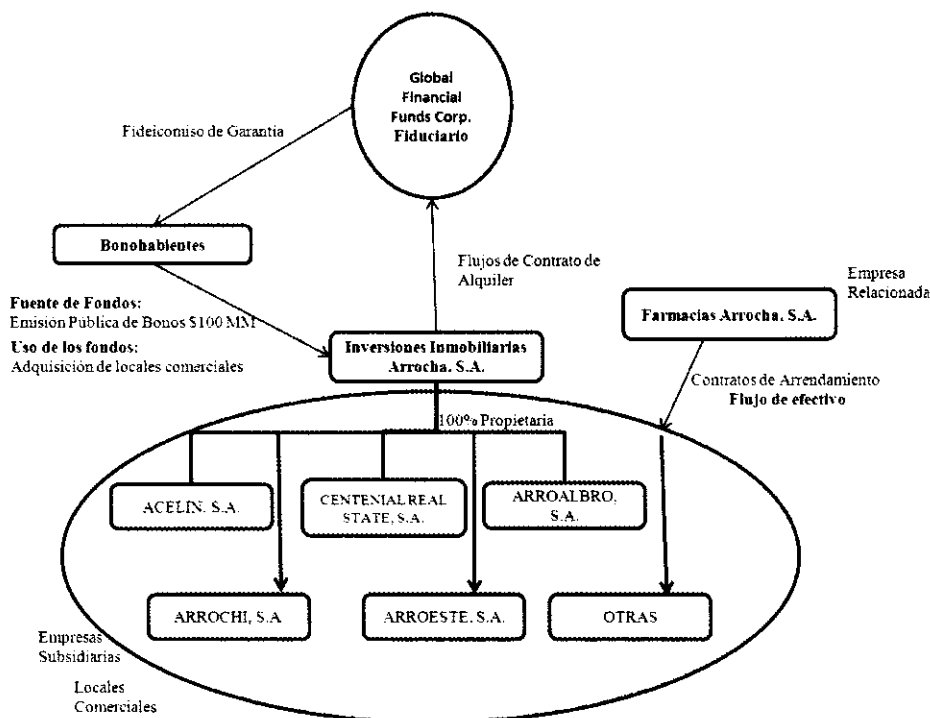 Global
Financial
Funds Corp.
Fiduciario
Fideicomiso de Garantía
Bonohabientes
Flujos de Contrato de
Alquiler
Empresa
Relacionada
Fuente de Fondos:
Emisión Pública de Bonos $100 MM
Farmacias Arrocha, S.A.
Uso de los fondos:
Adquisición de locales comerciales
Inversiones Inmobiliarias
Arrocha, S.A.
Contratos de Arrendamiento
Flujo de efectivo
100% Propietaria
ACELIN, S.A.
CENTENIAL REAL
STATE, S.A.
ARROALBRO,
S.A.
ARROCHI, S.A
ARROESTE, S.A.
OTRAS
Empresas
Subsidiarias
Locales
Comerciales